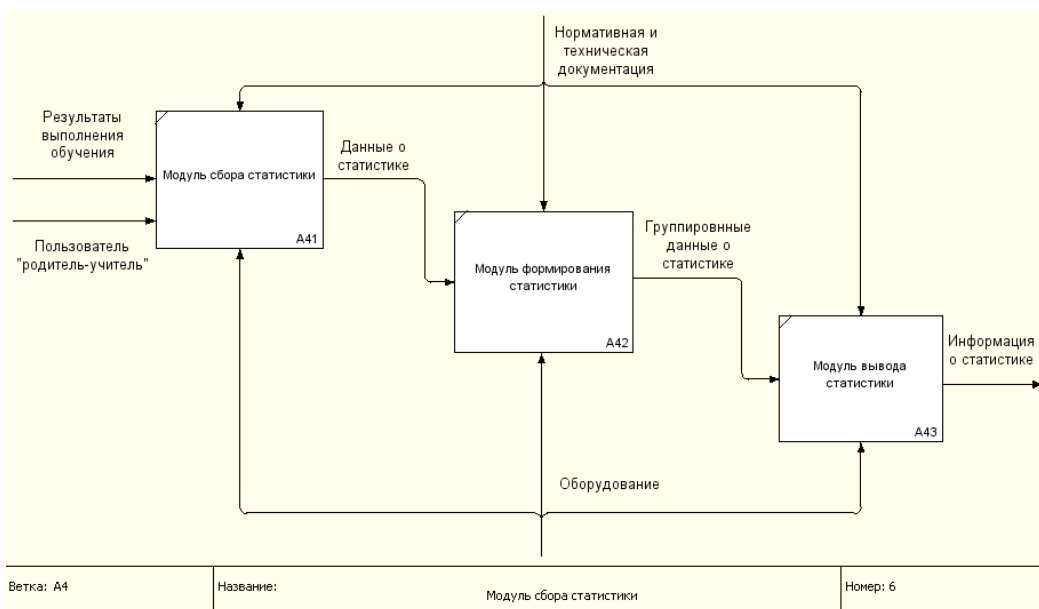 Нормативная и
техническая
документация
Результаты
выполнения
обучения
Модуль сбора статистики
A41
Данные о
статистике
Пользователь
"родитель-учитель"
Модуль формирования
статистики
A42
Группировнные
данные о
статистике
Модуль вывода
статистики
A43
Информация
о статистике
Оборудование
Ветка: A4
Название:
Модуль сбора статистики
Номер: 6